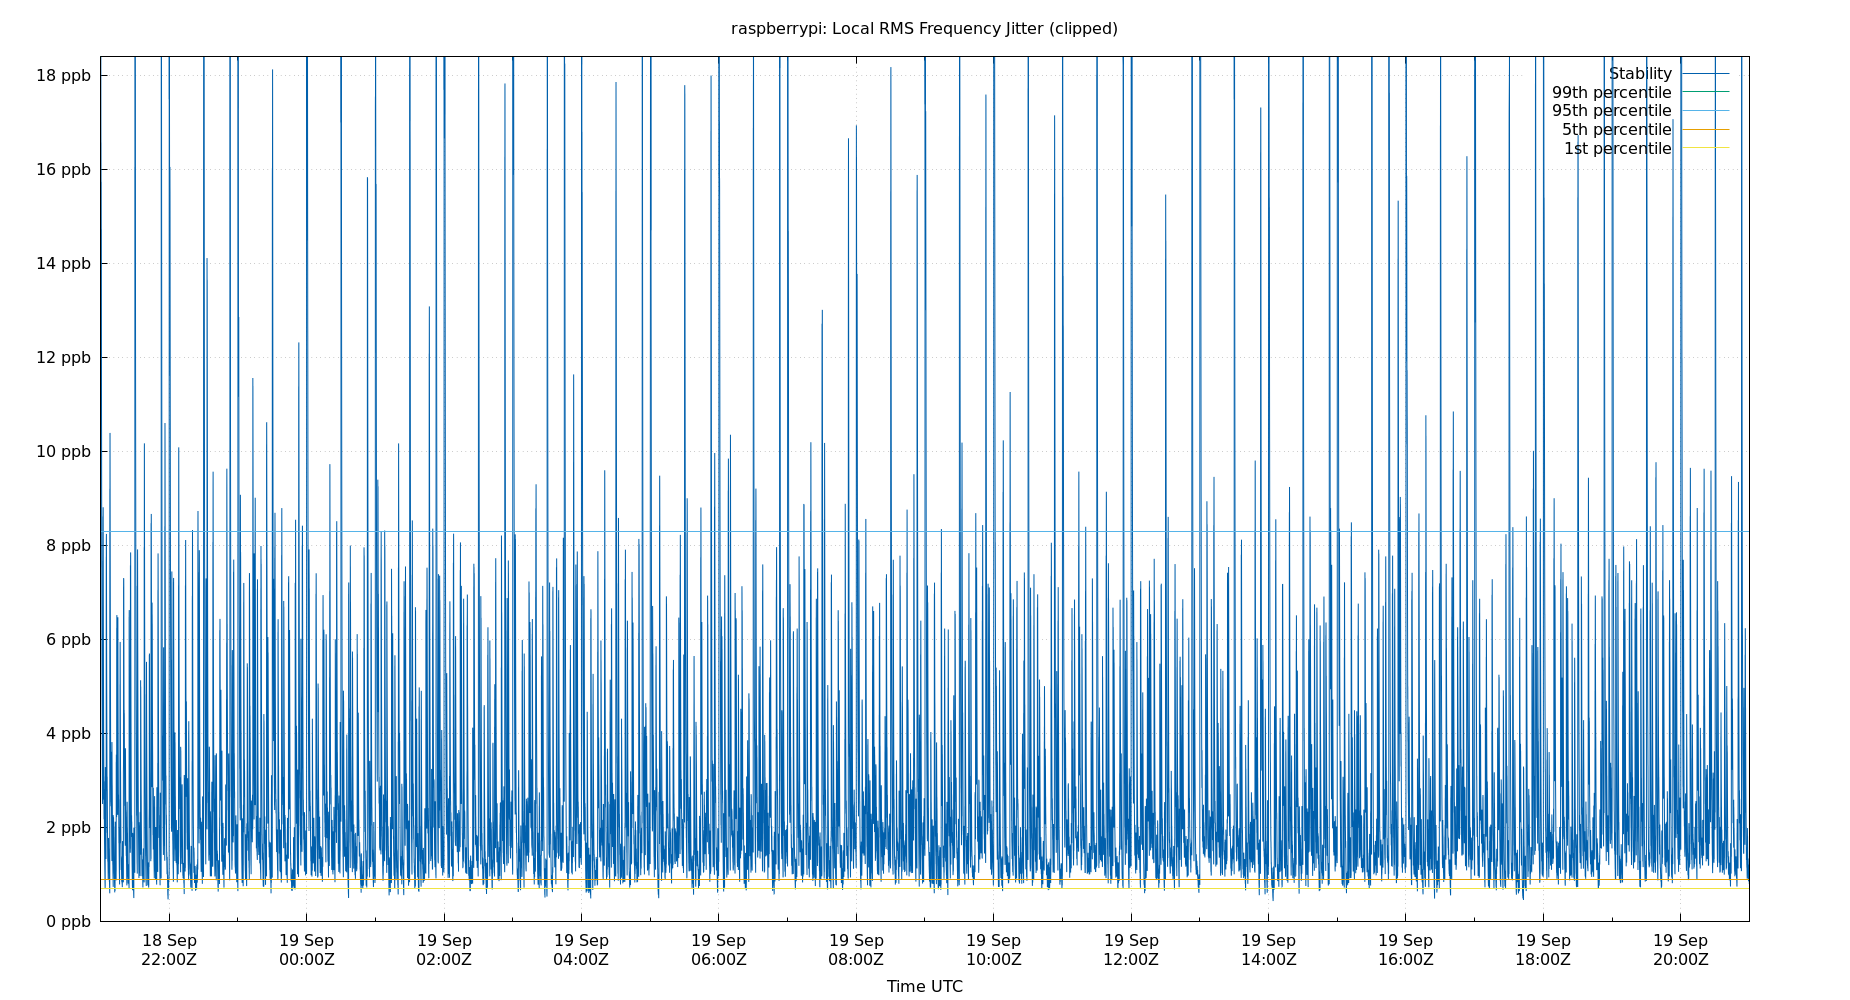 raspberrypi: Local RMS Frequency Jitter (clipped)
18 ppb
16 ppb
14 ppb
12 ppb
10 ppb
8 ppb
6 ppb
4 ppb
2 ppb
0 ppb
Stability
99th percentile
95th percentile
5th percentile
1st percentile
18 Sep
22:00Z
19 Sep
00:00Z
19 Sep
02:00Z
19 Sep
04:00Z
19 Sep
06:00Z
19 Sep
08:00Z
19 Sep
10:00Z
19 Sep
12:00Z
19 Sep
14:00Z
19 Sep
16:00Z
19 Sep
18:00Z
19 Sep
20:00Z
Time UTC